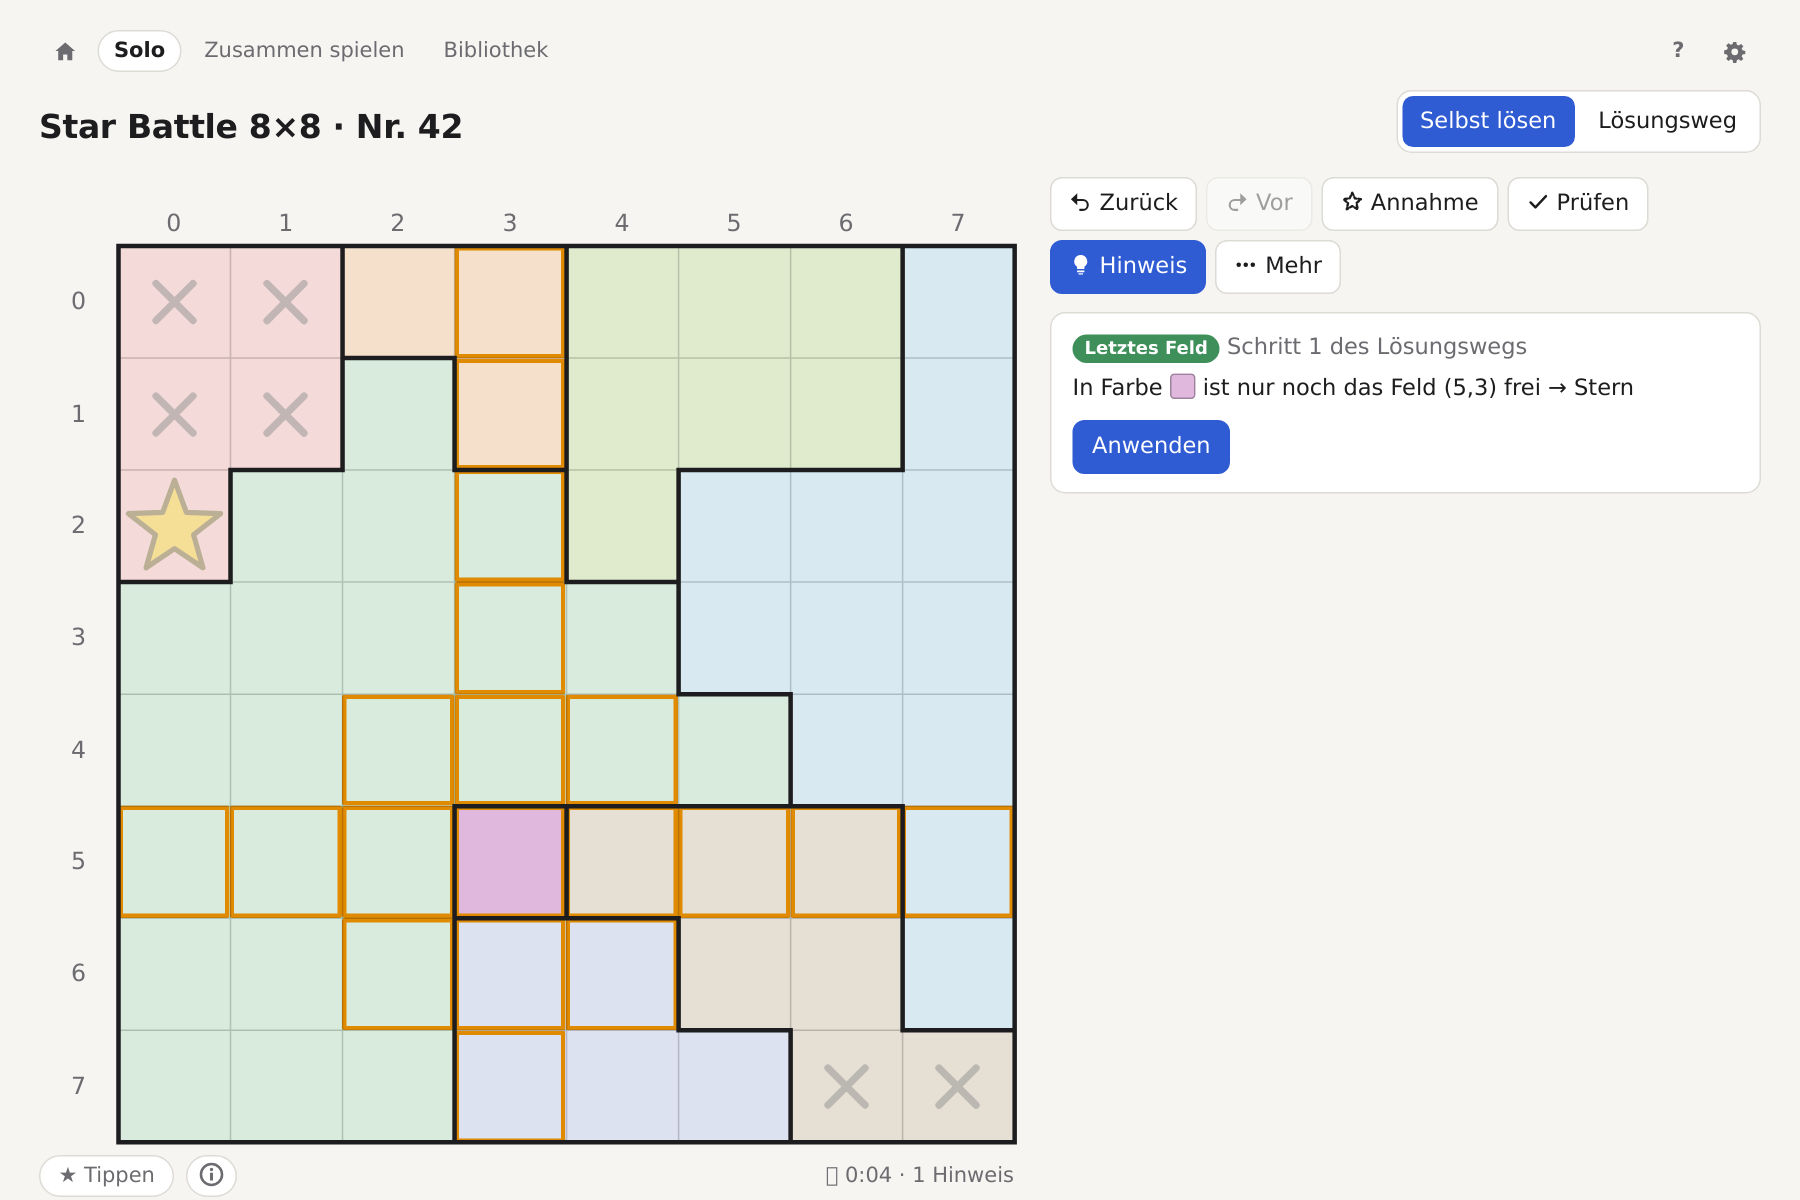 Solo Zusammen spielen Bibliothek ?
Star Battle 8×8 · Nr. 42
Selbst lösen Lösungsweg
Zurück Vor Annahme Prüfen
Hinweis Mehr
Letztes Feld Schritt 1 des Lösungswegs
In Farbe ist nur noch das Feld (5,3) frei → Stern
Anwenden
0 1 2 3 4 5 6 7
0
1
2
3
4
5
6
7
★ Tippen
0:04 · 1 Hinweis